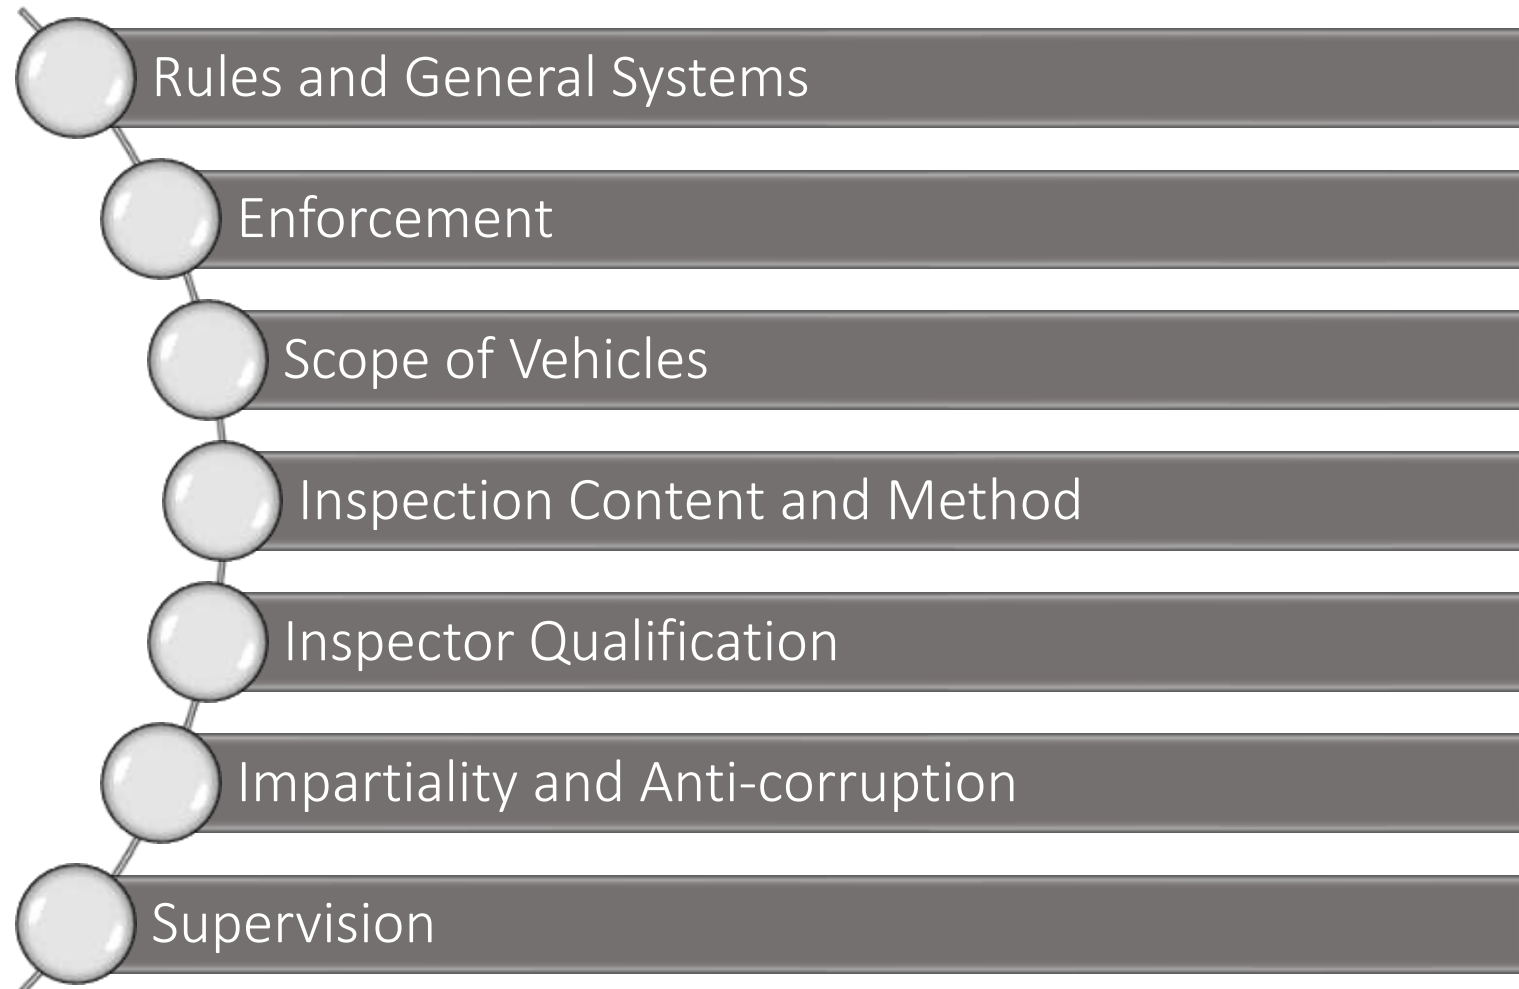 Rules and General Systems
Enforcement
Scope of Vehicles
Inspection Content and Method
Inspector Qualification
Impartiality and Anti-corruption
Supervision